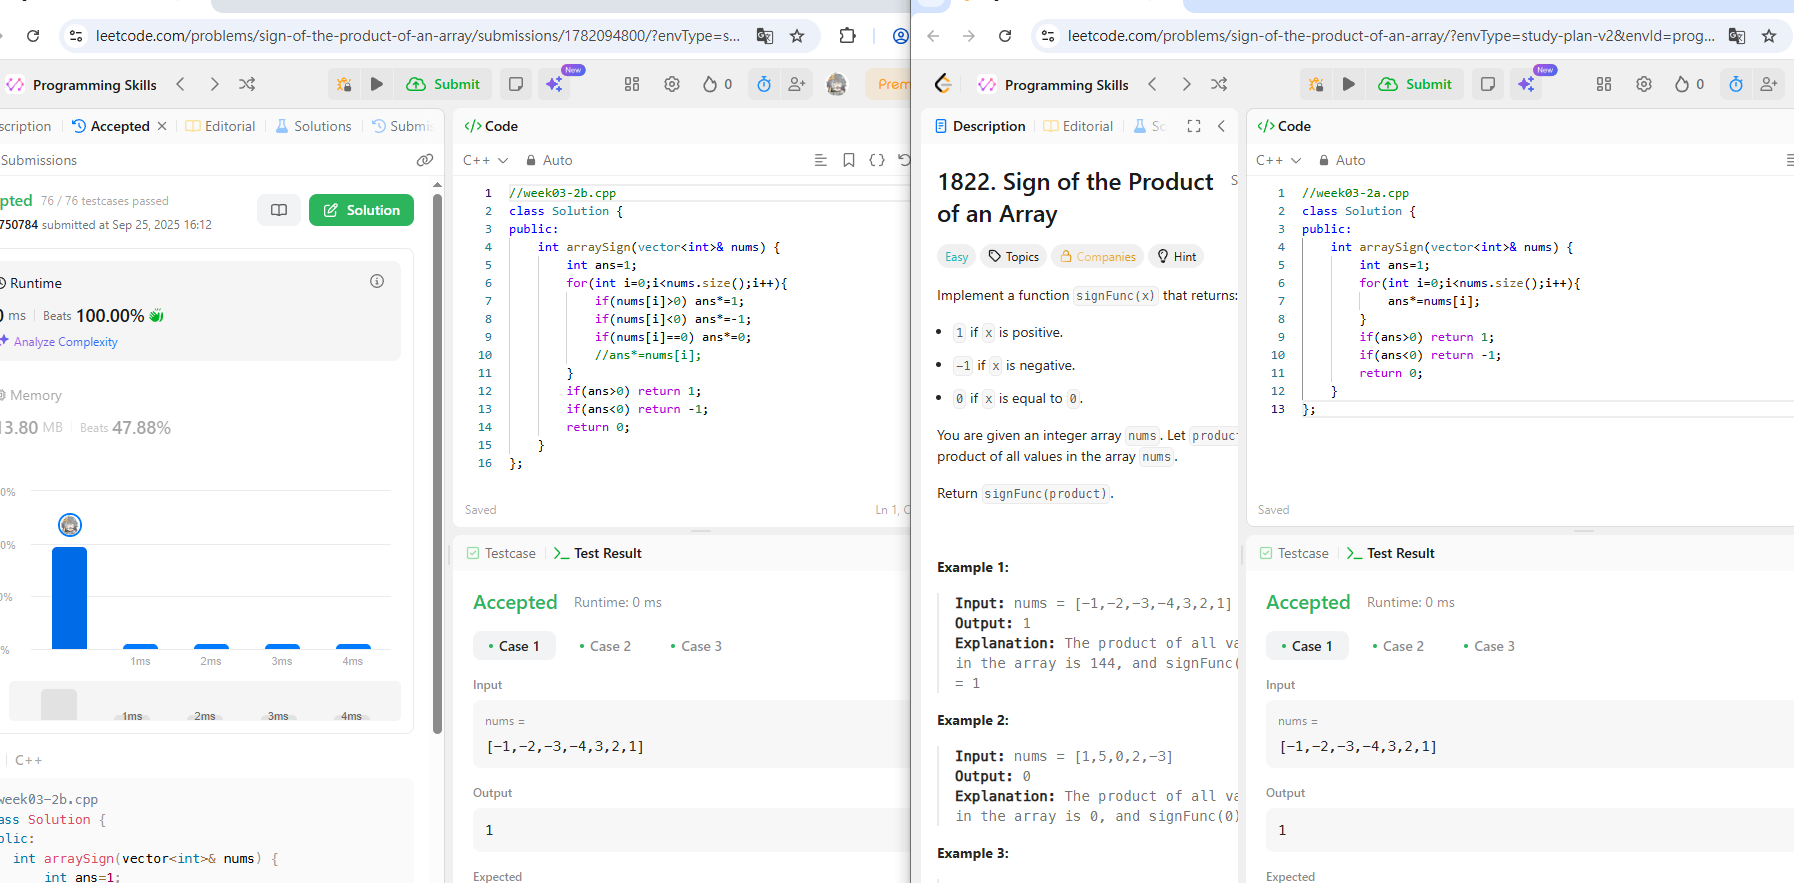 leetcode.com/problems/sign-of-the-product-of-an-array/submissions/1782094800/?envType=s...
Programming Skills
Submit
New
0
Prem
scription
Accepted
Editorial
Solutions
Submis
Submissions
pted 76 / 76 testcases passed
750784 submitted at Sep 25, 2025 16:12
Solution
Runtime
0 ms Beats 100.00%
Analyze Complexity
Memory
13.80 MB Beats 47.88%
0%
0%
0%
%
1ms
2ms
3ms
4ms
1ms
2ms
3ms
4ms
C++
week03-2b.cpp
ass Solution {
blic:
int arraySign(vector<int>& nums) {
int ans=1;
</> Code
C++
Auto
1 //week03-2b.cpp
2 class Solution {
3 public:
4 int arraySign(vector<int>& nums) {
5 int ans=1;
6 for(int i=0;i<nums.size();i++){
7 if(nums[i]>0) ans*=1;
8 if(nums[i]<0) ans*=-1;
9 if(nums[i]==0) ans*=0;
10 //ans*=nums[i];
11 }
12 if(ans>0) return 1;
13 if(ans<0) return -1;
14 return 0;
15 }
16 };
Saved
Ln 1, C
Testcase
Test Result
Accepted Runtime: 0 ms
• Case 1
• Case 2
• Case 3
Input
nums =
[-1,-2,-3,-4,3,2,1]
Output
1
Expected
leetcode.com/problems/sign-of-the-product-of-an-array/?envType=study-plan-v2&envId=prog...
Programming Skills
Submit
New
0
Description
Editorial
So
1822. Sign of the Product
of an Array
S
Easy
Topics
Companies
Hint
Implement a function signFunc(x) that returns:
• 1 if x is positive.
• -1 if x is negative.
• 0 if x is equal to 0.
You are given an integer array nums. Let produc
product of all values in the array nums.
Return signFunc(product).
Example 1:
Input: nums = [-1,-2,-3,-4,3,2,1]
Output: 1
Explanation: The product of all va
in the array is 144, and signFunc(
= 1
Example 2:
Input: nums = [1,5,0,2,-3]
Output: 0
Explanation: The product of all va
in the array is 0, and signFunc(0)
Example 3:
</> Code
C++
Auto
1 //week03-2a.cpp
2 class Solution {
3 public:
4 int arraySign(vector<int>& nums) {
5 int ans=1;
6 for(int i=0;i<nums.size();i++){
7 ans*=nums[i];
8 }
9 if(ans>0) return 1;
10 if(ans<0) return -1;
11 return 0;
12 }
13 };
Saved
Testcase
Test Result
Accepted Runtime: 0 ms
• Case 1
• Case 2
• Case 3
Input
nums =
[-1,-2,-3,-4,3,2,1]
Output
1
Expected